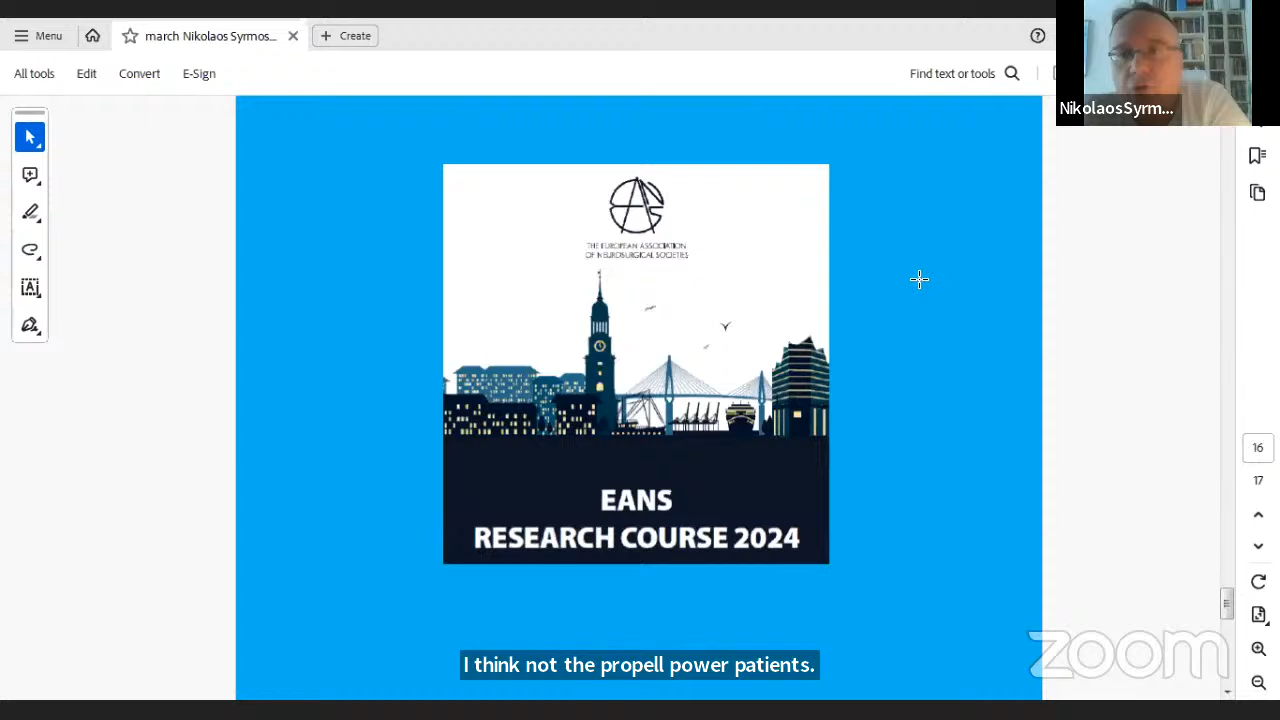 Menu
march Nikolaos Syrmos...
Create
All tools
Edit
Convert
E-Sign
Find text or tools
NikolaosSyrm...
THE EUROPEAN ASSOCIATION
OF NEUROSURGICAL SOCIETIES
EANS
RESEARCH COURSE 2024
16
17
I think not the propell power patients.
zoom